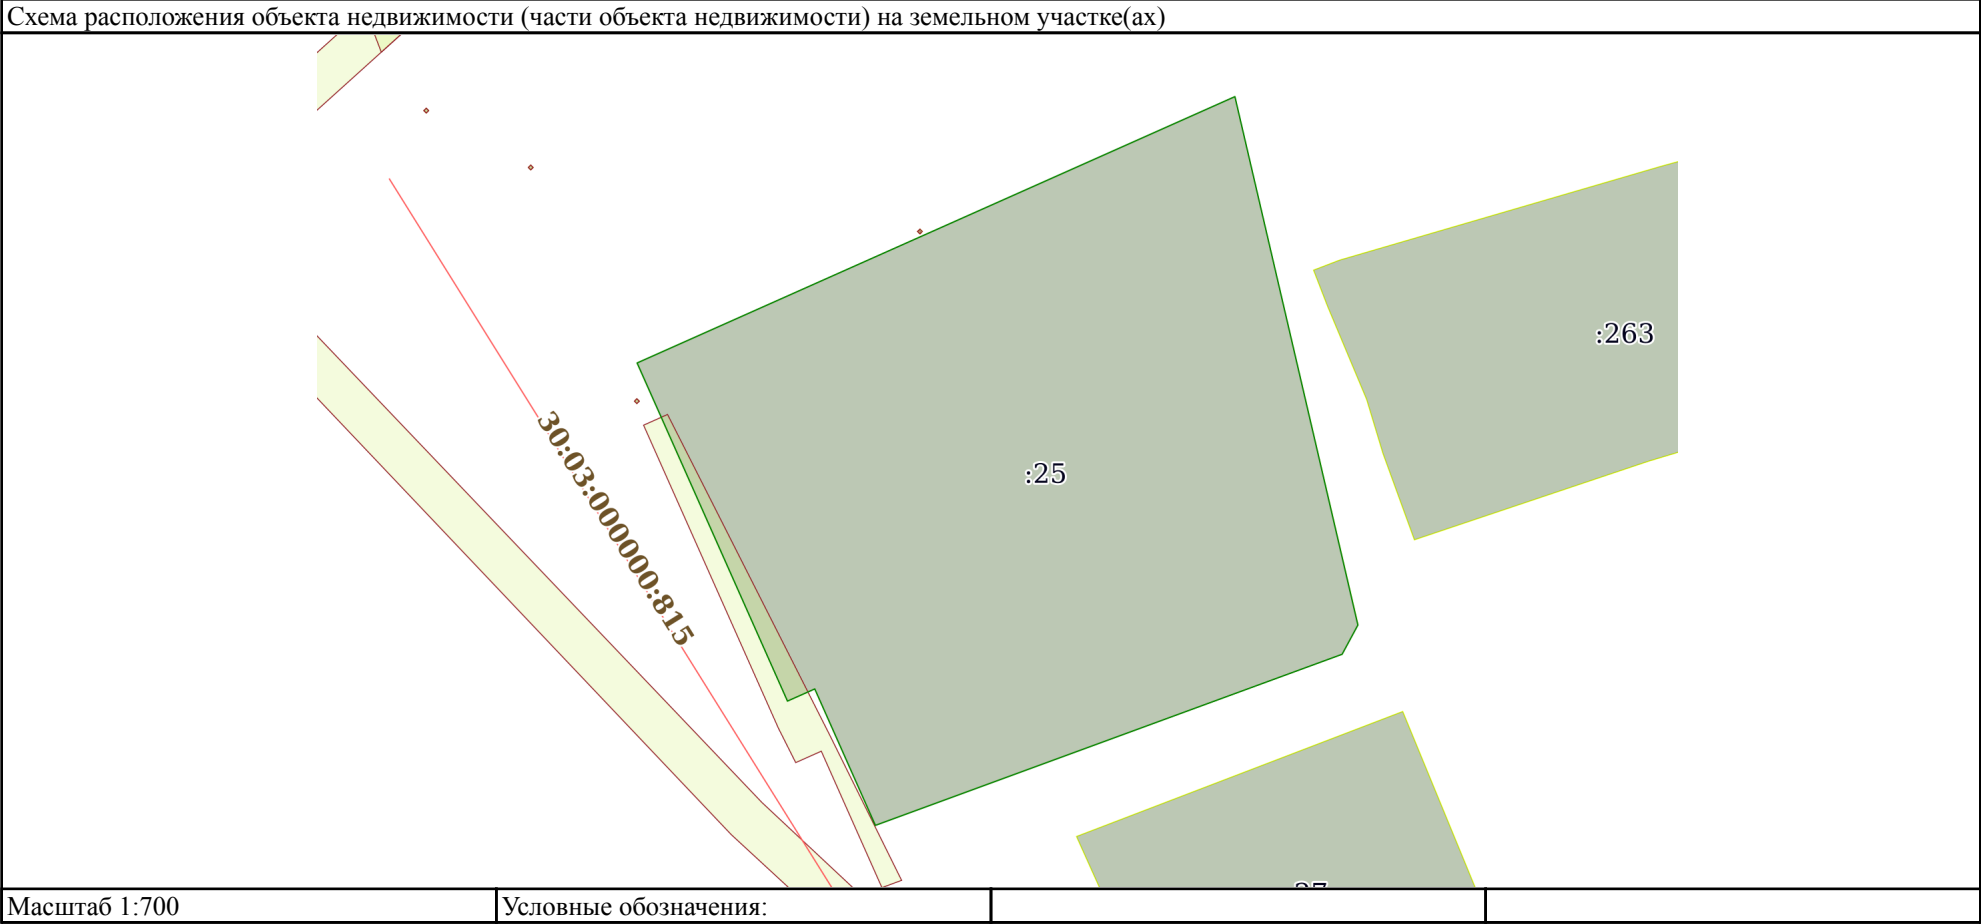 Схема расположения объекта недвижимости (части объекта недвижимости) на земельном участке(ах)
:263
30:03:000000:815
:25
Масштаб 1:700
Условные обозначения: